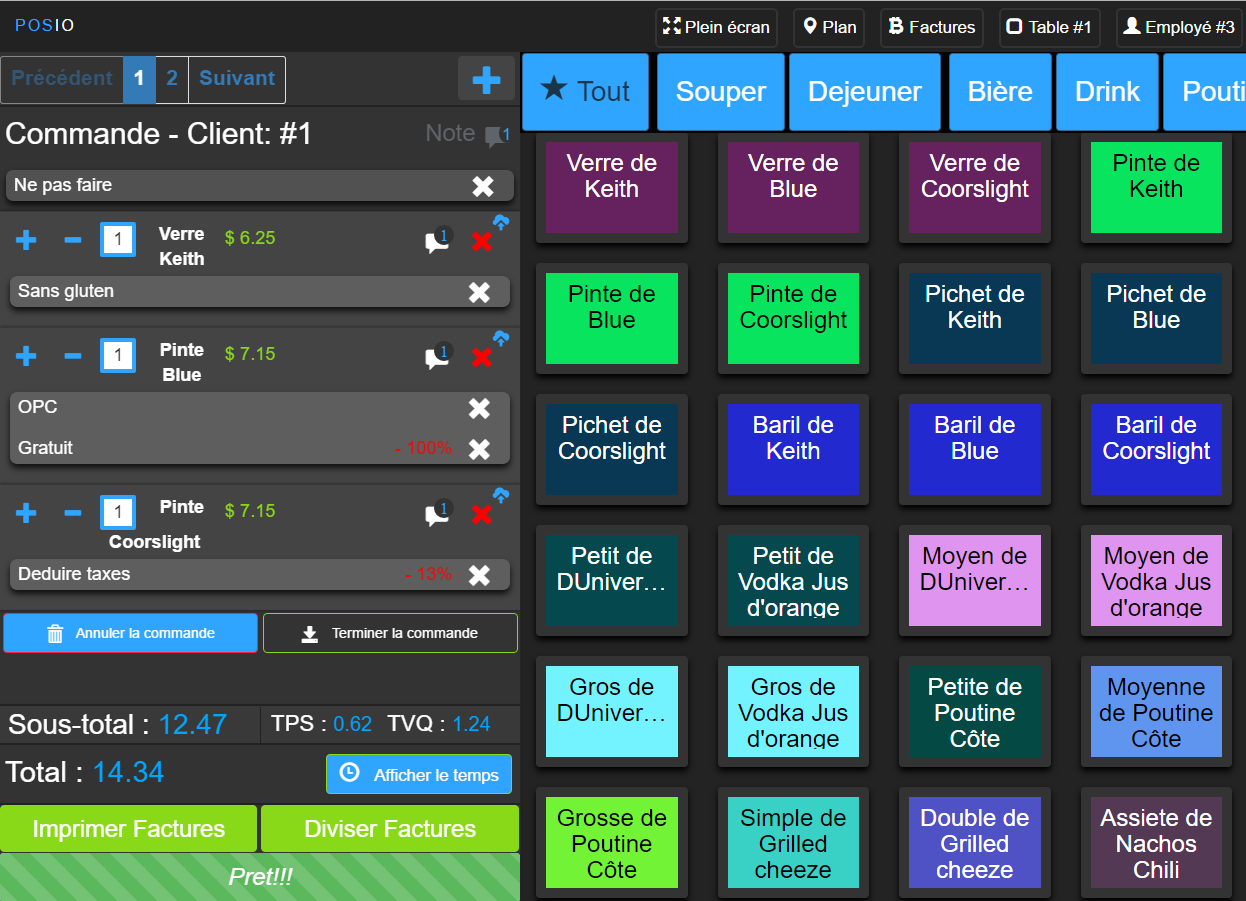 POSIO
Plein écran
Plan
Factures
Table #1
Employé #3
Précédent 1 2 Suivant
Tout
Souper
Dejeuner
Bière
Drink
Pouti
Commande - Client: #1
Note 1
Ne pas faire
1
Verre
Keith
$ 6.25
1
Sans gluten
1
Pinte
Blue
$ 7.15
1
OPC
Gratuit
- 100%
1
Pinte
Coorslight
$ 7.15
1
Deduire taxes
- 13%
Annuler la commande
Terminer la commande
Sous-total : 12.47
TPS : 0.62 TVQ : 1.24
Total : 14.34
Afficher le temps
Imprimer Factures
Diviser Factures
Pret!!!
Verre de
Keith
Verre de
Blue
Verre de
Coorslight
Pinte de
Keith
Pinte de
Blue
Pinte de
Coorslight
Pichet de
Keith
Pichet de
Blue
Pichet de
Coorslight
Baril de
Keith
Baril de
Blue
Baril de
Coorslight
Petit de
DUniver…
Petit de
Vodka Jus
d'orange
Moyen de
DUniver…
Moyen de
Vodka Jus
d'orange
Gros de
DUniver…
Gros de
Vodka Jus
d'orange
Petite de
Poutine
Côte
Moyenne
de Poutine
Côte
Grosse de
Poutine
Côte
Simple de
Grilled
cheeze
Double de
Grilled
cheeze
Assiete de
Nachos
Chili